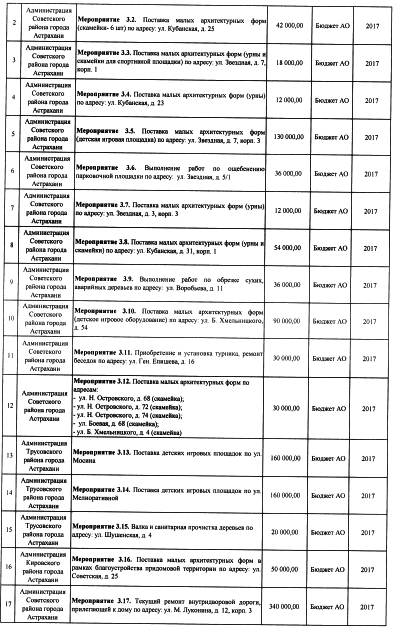 2 Администрация Советского района города Астрахани Мероприятие 3.2. Поставка малых архитектурных форм (скамейки- 6 шт) по адресу: ул. Кубанская, д. 25 42 000,00 Бюджет АО 2017
3 Администрация Советского района города Астрахани Мероприятие 3.3. Поставка малых архитектурных форм (урны и скамейки для спортивной площадки) по адресу: ул. Звездная, д. 7, корп. 1 18 000,00 Бюджет АО 2017
4 Администрация Советского района города Астрахани Мероприятие 3.4. Поставка малых архитектурных форм (урны) по адресу: ул. Кубанская, д. 23 12 000,00 Бюджет АО 2017
5 Администрация Советского района города Астрахани Мероприятие 3.5. Поставка малых архитектурных форм (детская игровая площадка) по адресу: ул. Звездная, д. 7, корп. 3 130 000,00 Бюджет АО 2017
6 Администрация Советского района города Астрахани Мероприятие 3.6. Выполнение работ по ощебенению парковочной площадки по адресу: ул. Звездная, д. 5/1 36 000,00 Бюджет АО 2017
7 Администрация Советского района города Астрахани Мероприятие 3.7. Поставка малых архитектурных форм (урны) по адресу: ул. Звездная, д. 3, корп. 3 12 000,00 Бюджет АО 2017
8 Администрация Советского района города Астрахани Мероприятие 3.8. Поставка малых архитектурных форм (урны и скамейки) по адресу: ул. Кубанская, д. 31, корп. 1 54 000,00 Бюджет АО 2017
9 Администрация Советского района города Астрахани Мероприятие 3.9. Выполнение работ по обрезке сухих, аварийных деревьев по адресу: ул. Воробьева, д. 11 36 000,00 Бюджет АО 2017
10 Администрация Советского района города Астрахани Мероприятие 3.10. Поставка малых архитектурных форм (детское игровое оборудование) по адресу: ул. Б. Хмельницкого, д. 54 90 000,00 Бюджет АО 2017
11 Администрация Советского района города Астрахани Мероприятие 3.11. Приобретение и установка турника, ремонт беседок по адресу: ул. Ген. Епишева, д. 16 30 000,00 Бюджет АО 2017
12 Администрация Советского района города Астрахани Мероприятие 3.12. Поставка малых архитектурных форм по адресам:
- ул. Н. Островского, д. 68 (скамейка);
- ул. Н. Островского, д. 72 (скамейка);
- ул. Н. Островского, д. 74 (скамейка);
- ул. Боевая, д. 68 (скамейка);
- ул. Б. Хмельницкого, д. 4 (скамейка) 30 000,00 Бюджет АО 2017
13 Администрация Трусовского района города Астрахани Мероприятие 3.13. Поставка детских игровых площадок по ул. Мосина 160 000,00 Бюджет АО 2017
14 Администрация Трусовского района города Астрахани Мероприятие 3.14. Поставка детских игровых площадок по ул. Мелиоративной 160 000,00 Бюджет АО 2017
15 Администрация Трусовского района города Астрахани Мероприятие 3.15. Валка и санитарная прочистка деревьев по адресу: ул. Шушенская, д. 4 20 000,00 Бюджет АО 2017
16 Администрация Кировского района города Астрахани Мероприятие 3.16. Поставка малых архитектурных форм в рамках благоустройства придомовой территории по адресу: ул. Советская, д. 25 50 000,00 Бюджет АО 2017
17 Администрация Советского района города Астрахани Мероприятие 3.17. Текущий ремонт внутридворовой дороги, прилегающей к дому по адресу: ул. М. Луконина, д. 12, корп. 3 340 000,00 Бюджет АО 2017